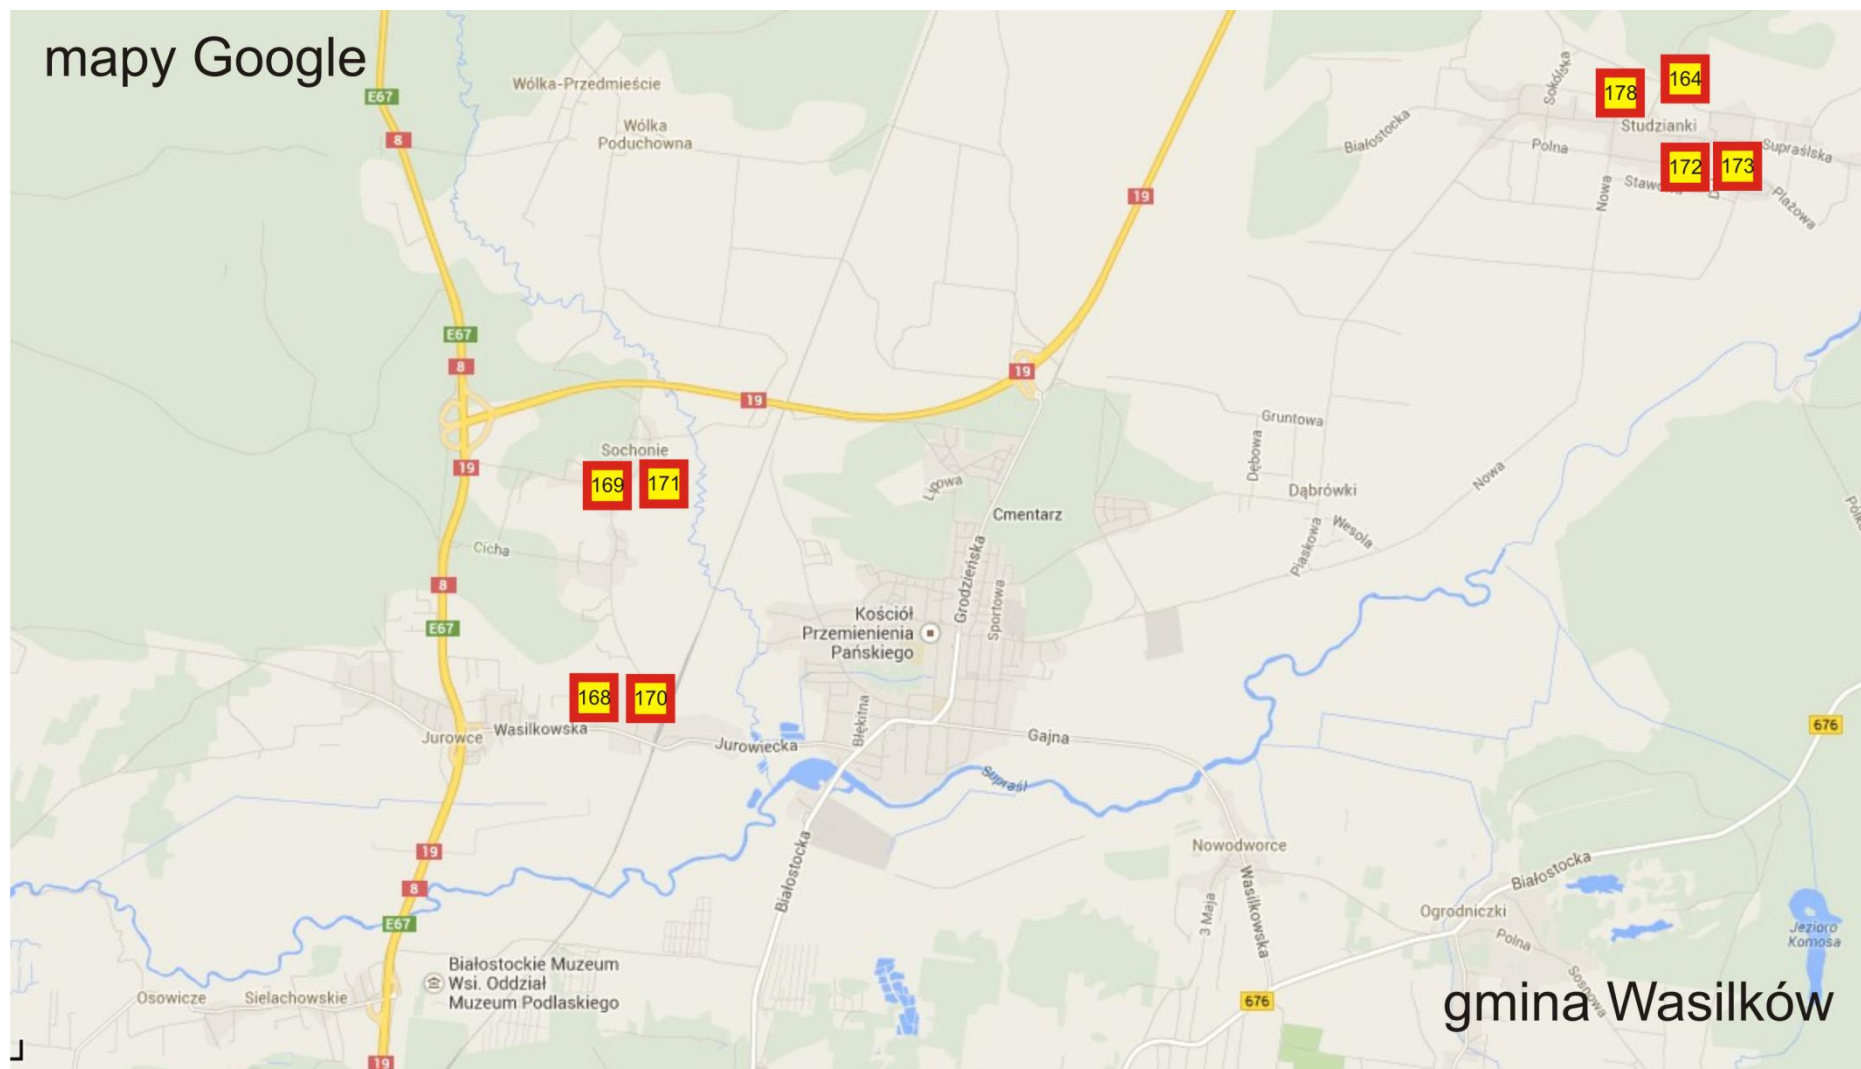 mapy Google
E67
8
Wólka-Przedmieście
Wólka
Poduchowna
19
Sokólska
178
164
Białostocka
Studzianki
Polna
Supraślska
172
173
Nowa
Plażowa
E67
8
19
19
Gruntowa
Dębowa
Sochonie
19
169
171
Lipowa
Dąbrówki
Nowa
Cmentarz
Wesoła
Piaskowa
Cicha
Grodzieńska
8
Sportowa
E67
Kościół
Przemienienia
Pańskiego
168
170
Błękitna
676
Wasilkowska
Jurowce
Jurowiecka
Gajna
Supraśl
19
Nowodworce
Białostocka
Białostocka
8
Wasilkowska
3 Maja
Ogrodniczki
E67
Polna
Jezioro
Komosa
Białostockie Muzeum
Wsi. Oddział
Muzeum Podlaskiego
Sosnowa
Osowicze
Sielachowskie
676
gmina Wasilków
19